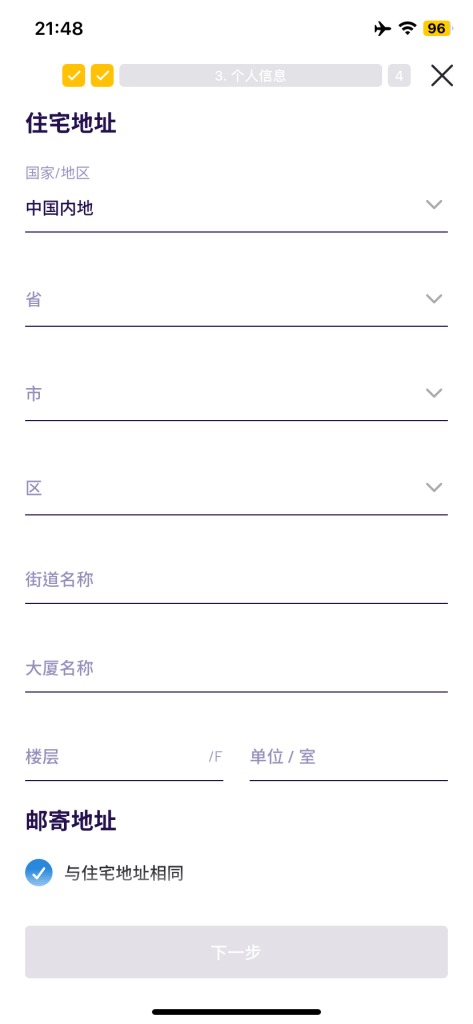 21:48
96
3. 个人信息
4
住宅地址
国家/地区
中国内地
省
市
区
街道名称
大厦名称
楼层 /F 单位 / 室
邮寄地址
与住宅地址相同
下一步